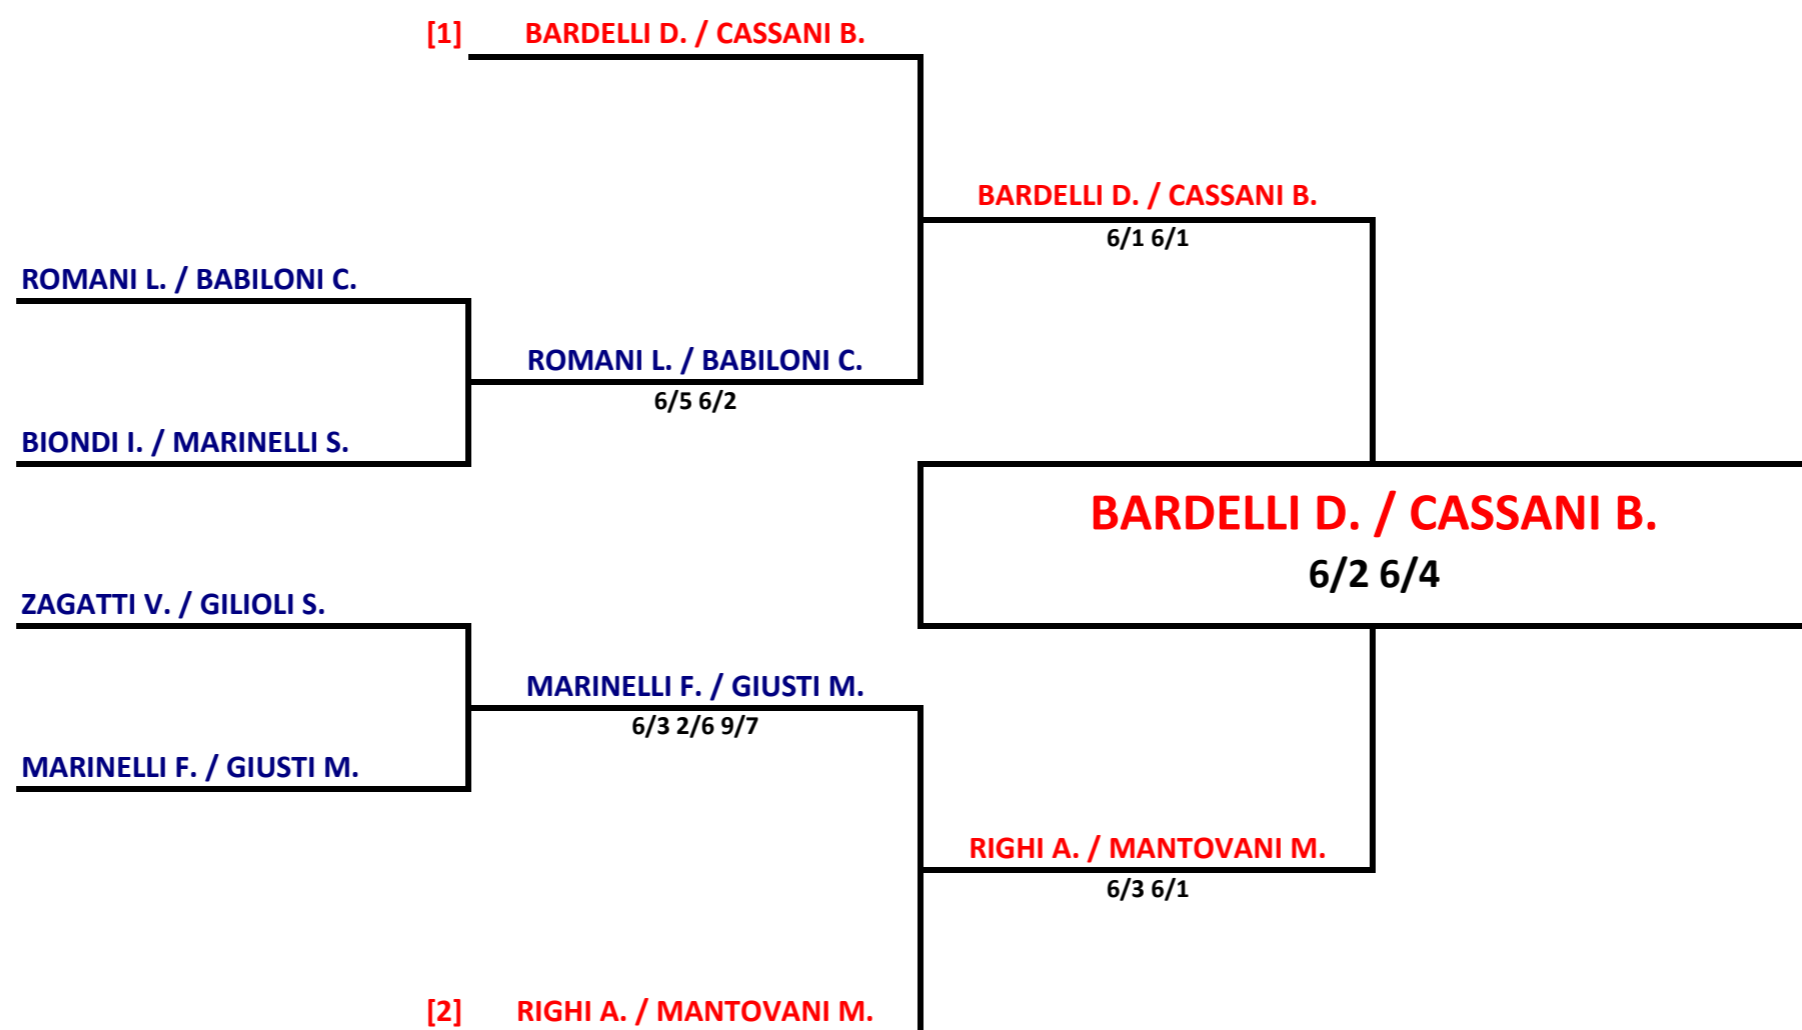 [1] BARDELLI D. / CASSANI B.
BARDELLI D. / CASSANI B.
6/1 6/1
ROMANI L. / BABILONI C.
ROMANI L. / BABILONI C.
6/5 6/2
BIONDI I. / MARINELLI S.
BARDELLI D. / CASSANI B.
6/2 6/4
ZAGATTI V. / GILIOLI S.
MARINELLI F. / GIUSTI M.
6/3 2/6 9/7
MARINELLI F. / GIUSTI M.
RIGHI A. / MANTOVANI M.
6/3 6/1
[2] RIGHI A. / MANTOVANI M.